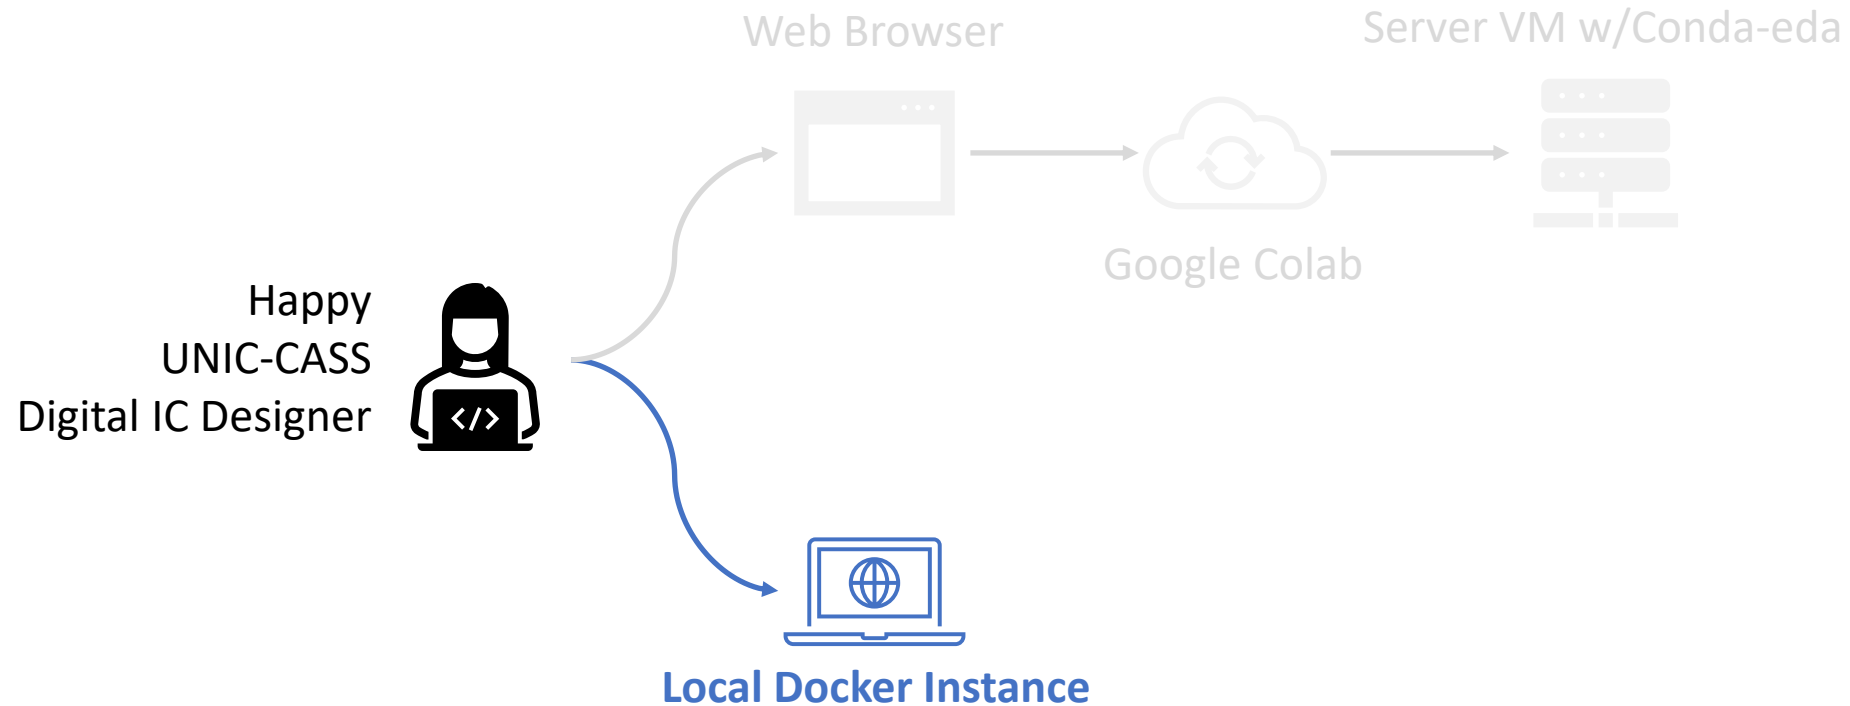 Web Browser
Server VM w/Conda-eda
Google Colab
Happy
UNIC-CASS
Digital IC Designer
</>
Local Docker Instance